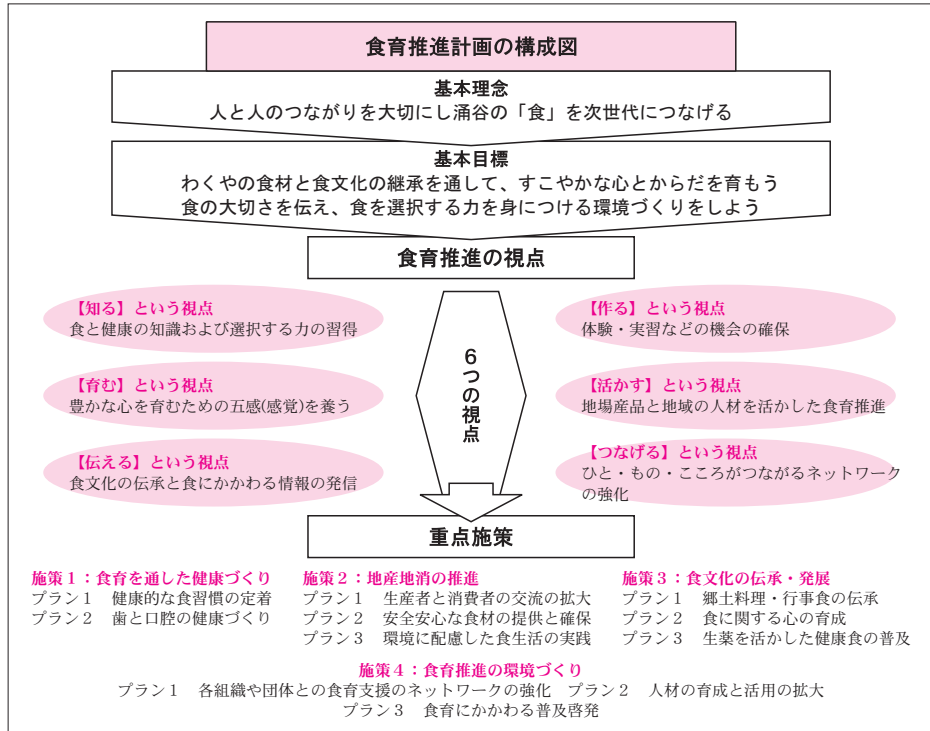 食育推進計画の構成図
基本理念
人と人のつながりを大切にし涌谷の「食」を次世代につなげる
基本目標
わくやの食材と食文化の継承を通して、すこやかな心とからだを育もう
食の大切さを伝え、食を選択する力を身につける環境づくりをしよう
食育推進の視点
6つの視点
【知る】という視点
食と健康の知識および選択する力の習得
【育む】という視点
豊かな心を育むための五感(感覚)を養う
【伝える】という視点
食文化の伝承と食にかかわる情報の発信
【作る】という視点
体験・実習などの機会の確保
【活かす】という視点
地場産品と地域の人材を活かした食育推進
【つなげる】という視点
ひと・もの・こころがつながるネットワーク
の強化
重点施策
施策1：食育を通した健康づくり
プラン1　健康的な食習慣の定着
プラン2　歯と口腔の健康づくり
施策2：地産地消の推進
プラン1　生産者と消費者の交流の拡大
プラン2　安全安心な食材の提供と確保
プラン3　環境に配慮した食生活の実践
施策3：食文化の伝承・発展
プラン1　郷土料理・行事食の伝承
プラン2　食に関する心の育成
プラン3　生薬を活かした健康食の普及
施策4：食育推進の環境づくり
プラン1　各組織や団体との食育支援のネットワークの強化　プラン2　人材の育成と活用の拡大
プラン3　食育にかかわる普及啓発